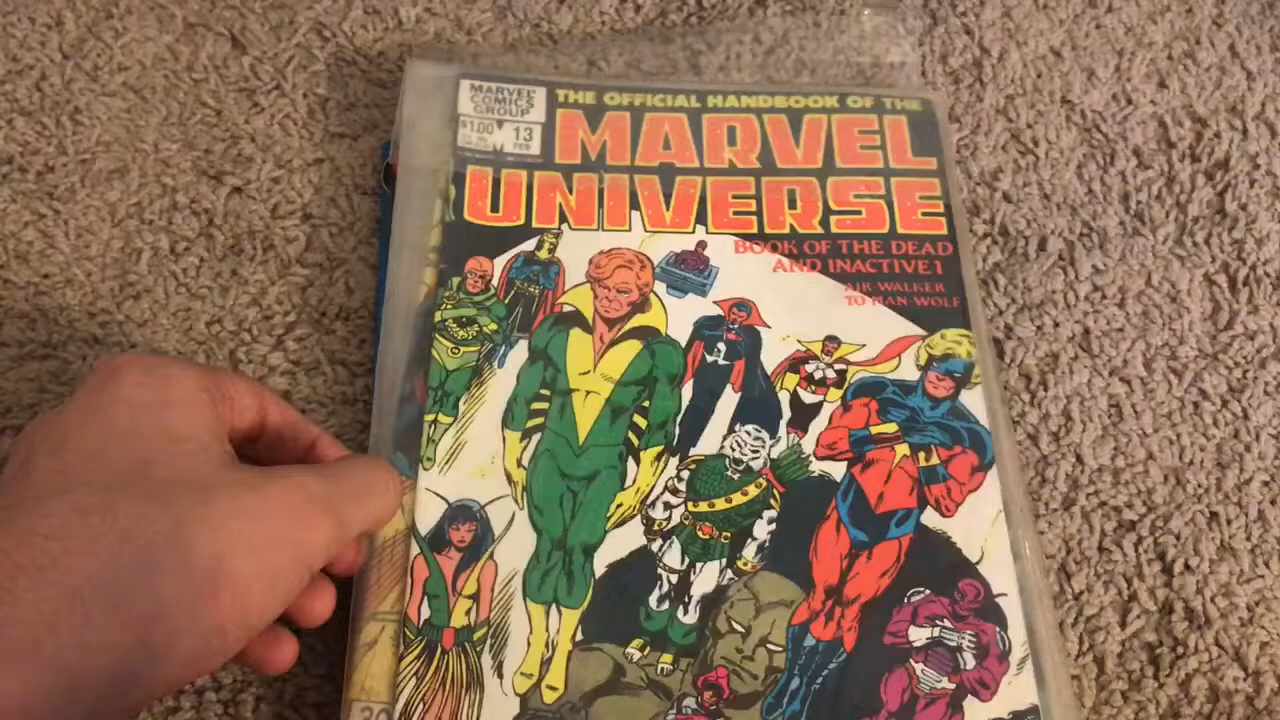 MARVEL
COMICS
GROUP
$1.00
13
FEB
THE OFFICIAL HANDBOOK OF THE
MARVEL
UNIVERSE
BOOK OF THE DEAD
AND INACTIVE 1
AIR-WALKER
TO MAN-WOLF
30